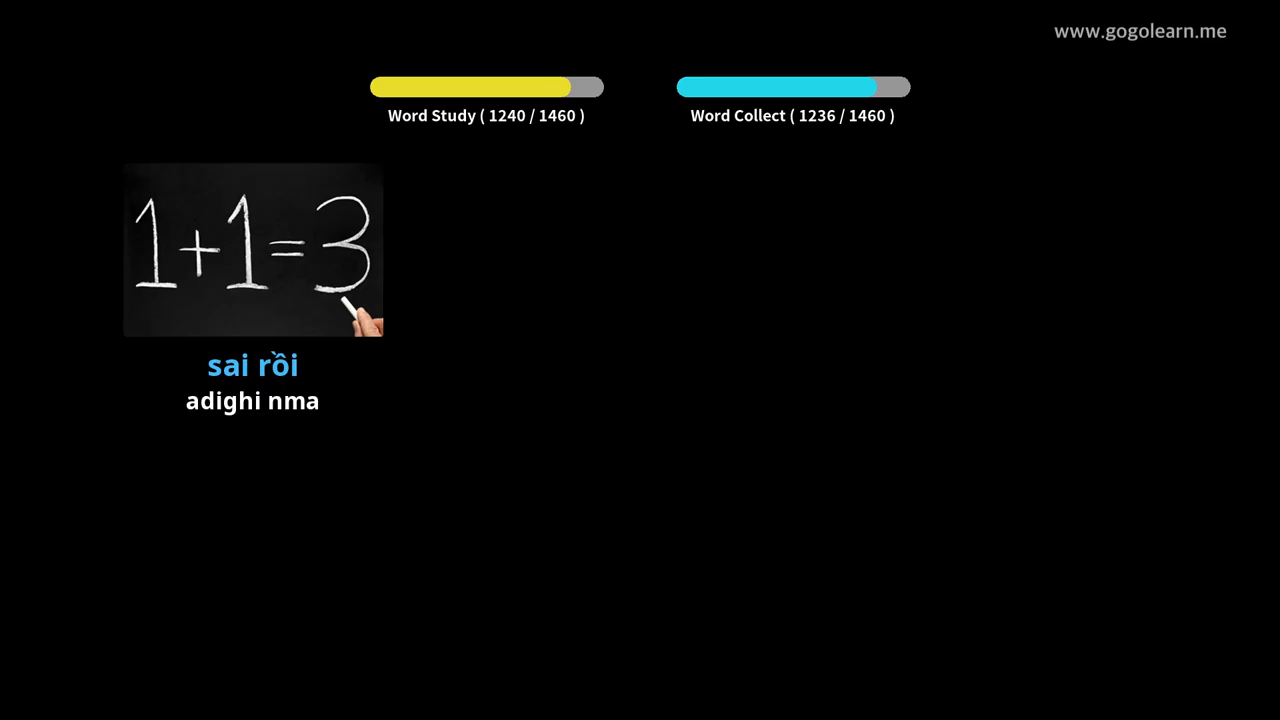 www.gogolearn.me
Word Study ( 1240 / 1460 )
Word Collect ( 1236 / 1460 )
1+1=3
sai rồi
adighi nma